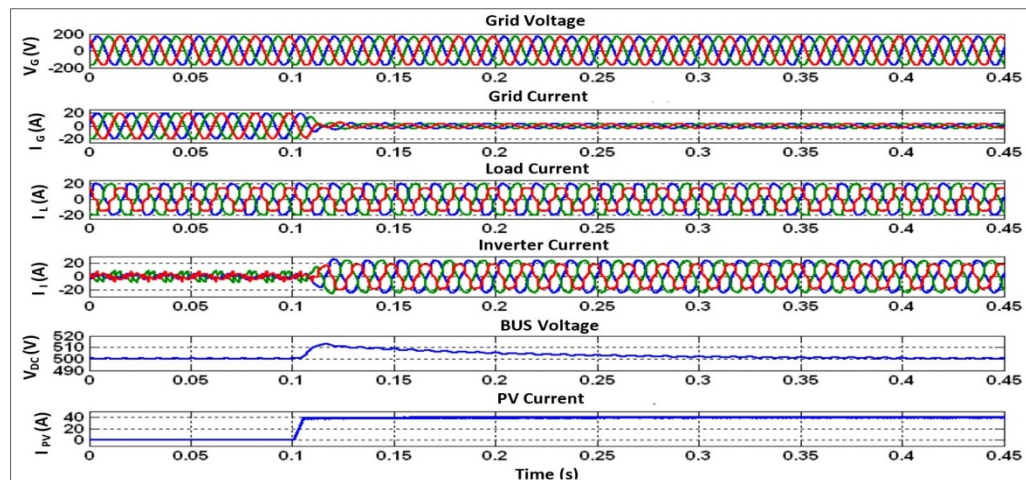 Grid Voltage
V_G (V)
200
0
-200
0 0.05 0.1 0.15 0.2 0.25 0.3 0.35 0.4 0.45
Grid Current
I_G (A)
20
0
-20
0 0.05 0.1 0.15 0.2 0.25 0.3 0.35 0.4 0.45
Load Current
I_L (A)
20
0
-20
0 0.05 0.1 0.15 0.2 0.25 0.3 0.35 0.4 0.45
Inverter Current
I_I (A)
20
0
-20
0 0.05 0.1 0.15 0.2 0.25 0.3 0.35 0.4 0.45
BUS Voltage
V_DC (V)
520
510
500
490
0 0.05 0.1 0.15 0.2 0.25 0.3 0.35 0.4 0.45
PV Current
I_PV (A)
40
20
0
0 0.05 0.1 0.15 0.2 0.25 0.3 0.35 0.4 0.45
Time (s)